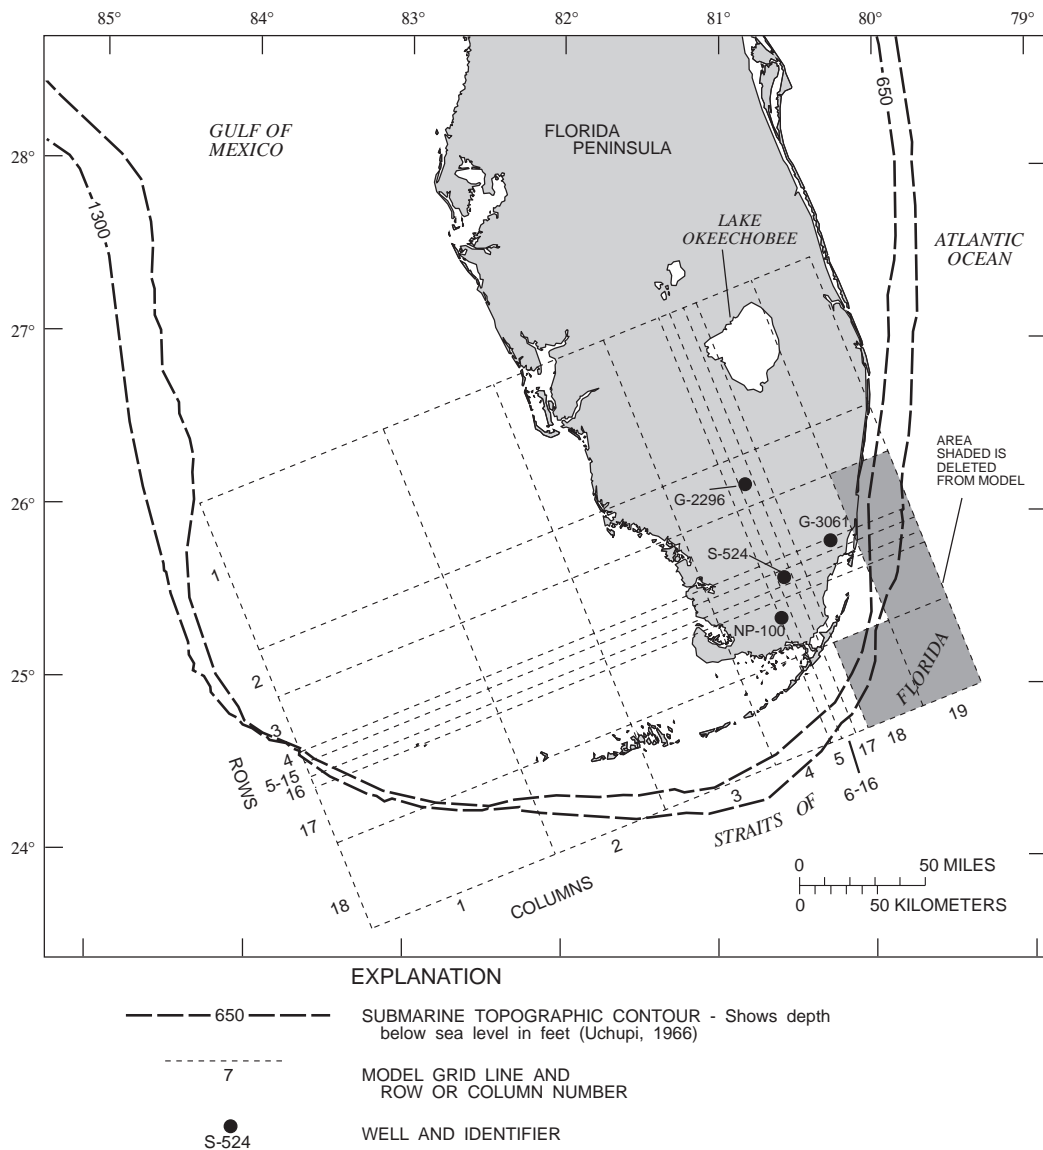 85°
84°
83°
82°
81°
80°
79°
28°
27°
26°
25°
24°
GULF OF
MEXICO
FLORIDA
PENINSULA
650
1300
LAKE
OKEECHOBEE
ATLANTIC
OCEAN
AREA
SHADED IS
DELETED
FROM MODEL
G-2296
G-3061
S-524
NP-100
1
2
3
4
5-15
16
17
18
ROWS
1
2
3
4
5
6-16
17
18
19
COLUMNS
STRAITS OF
FLORIDA
0 50 MILES
0 50 KILOMETERS
EXPLANATION
650
SUBMARINE TOPOGRAPHIC CONTOUR - Shows depth
below sea level in feet (Uchupi, 1966)
7
MODEL GRID LINE AND
ROW OR COLUMN NUMBER
S-524
WELL AND IDENTIFIER